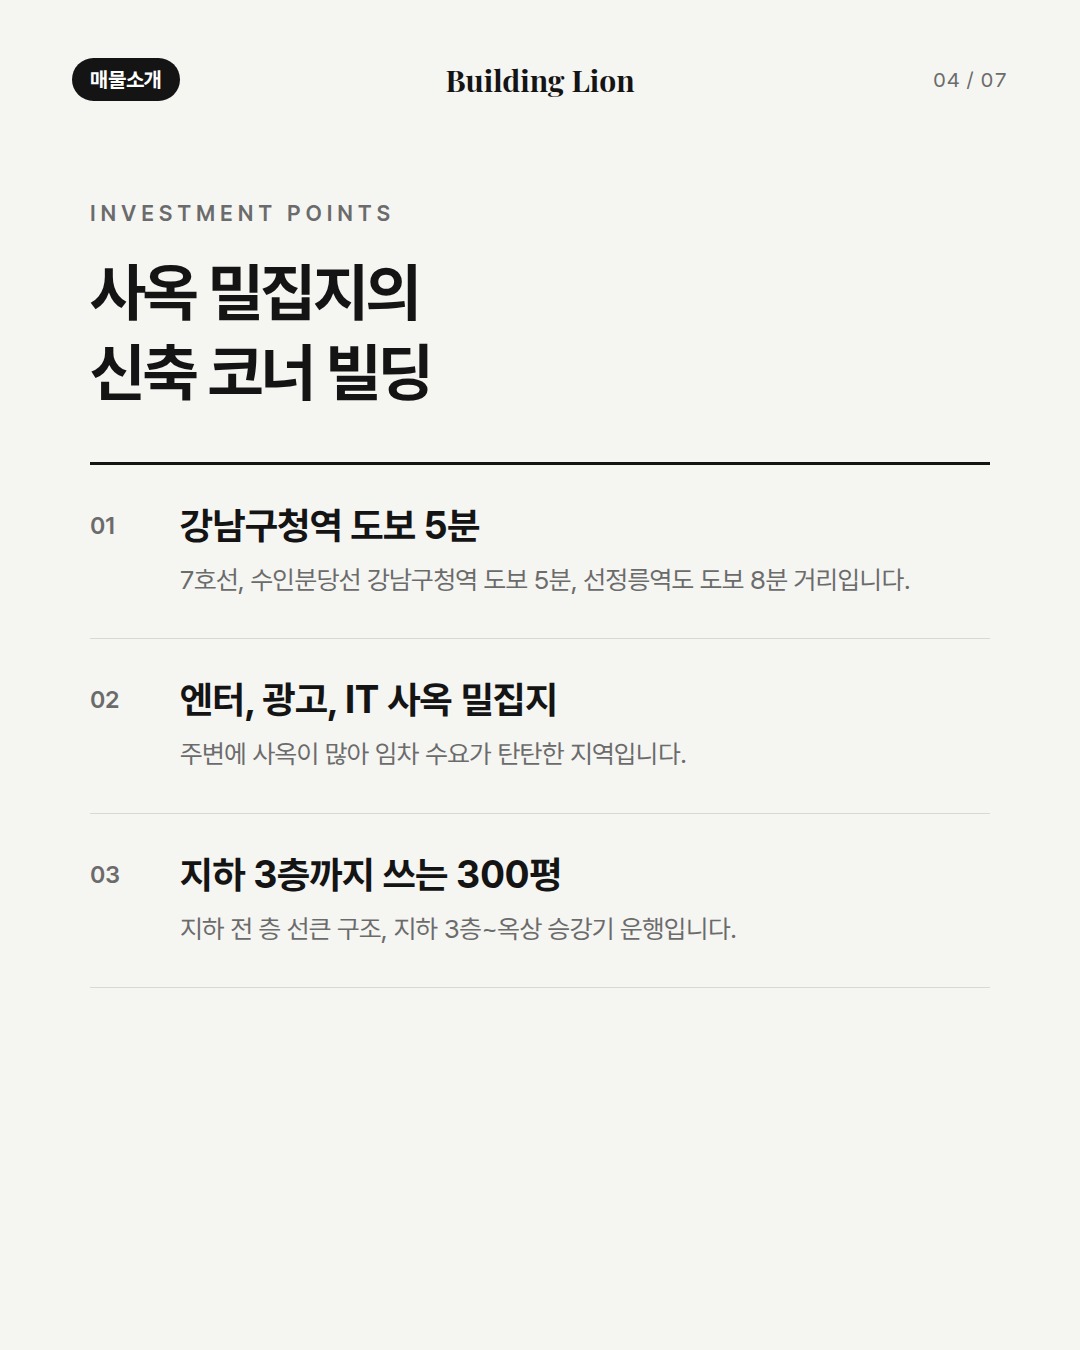 매물소개
Building Lion
04 / 07
INVESTMENT POINTS
사옥 밀집지의
신축 코너 빌딩
01
강남구청역 도보 5분
7호선, 수인분당선 강남구청역 도보 5분, 선정릉역도 도보 8분 거리입니다.
02
엔터, 광고, IT 사옥 밀집지
주변에 사옥이 많아 임차 수요가 탄탄한 지역입니다.
03
지하 3층까지 쓰는 300평
지하 전 층 선큰 구조, 지하 3층~옥상 승강기 운행입니다.